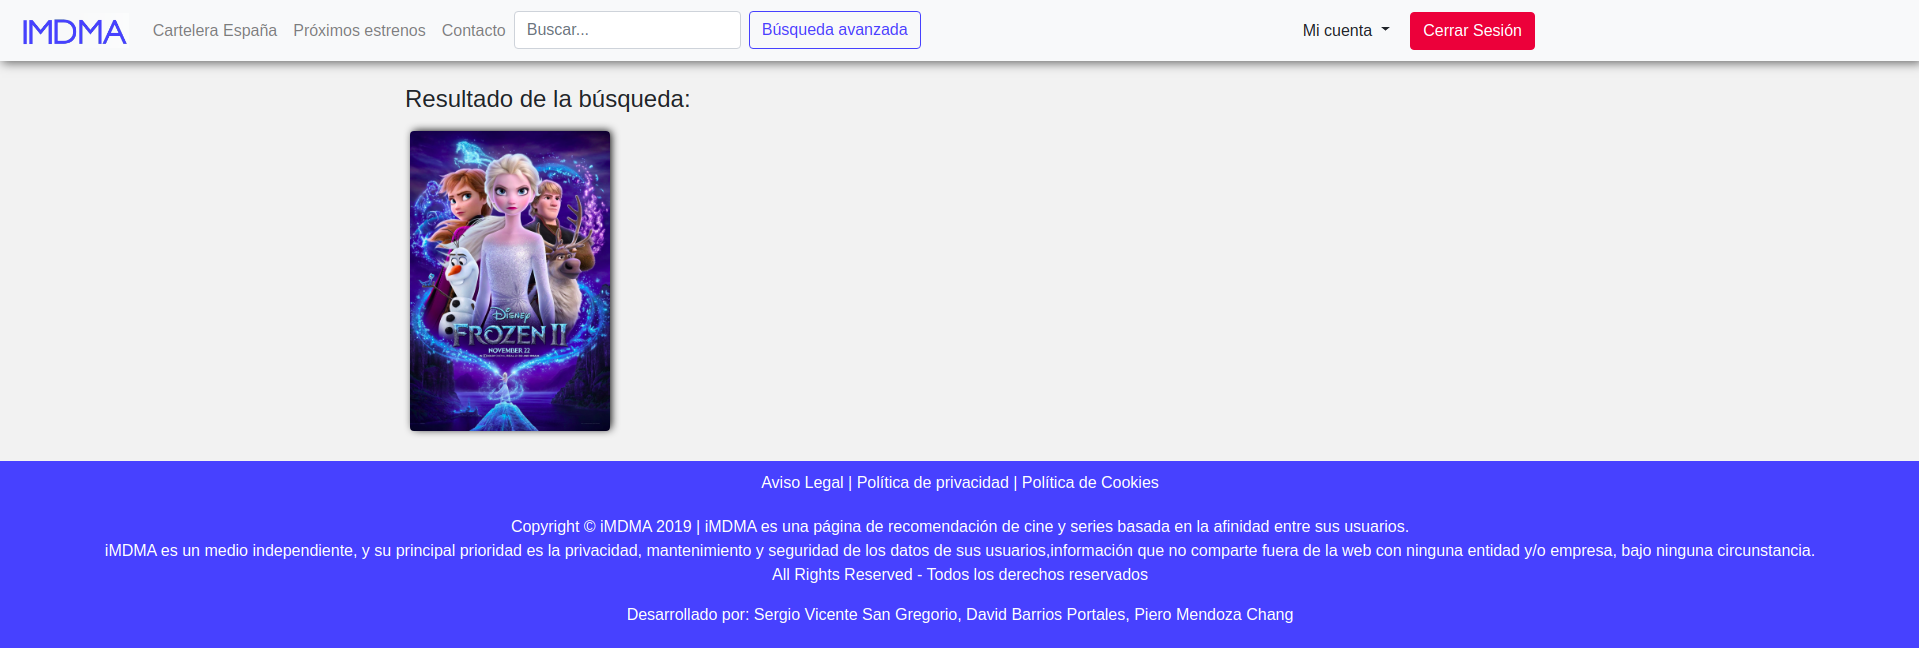 IMDMA Cartelera España Próximos estrenos Contacto Buscar... Búsqueda avanzada Mi cuenta Cerrar Sesión
Resultado de la búsqueda:
DISNEY
FROZEN II
NOVEMBER 22
Aviso Legal | Política de privacidad | Política de Cookies
Copyright © iMDMA 2019 | iMDMA es una página de recomendación de cine y series basada en la afinidad entre sus usuarios.
iMDMA es un medio independiente, y su principal prioridad es la privacidad, mantenimiento y seguridad de los datos de sus usuarios,información que no comparte fuera de la web con ninguna entidad y/o empresa, bajo ninguna circunstancia.
All Rights Reserved - Todos los derechos reservados
Desarrollado por: Sergio Vicente San Gregorio, David Barrios Portales, Piero Mendoza Chang